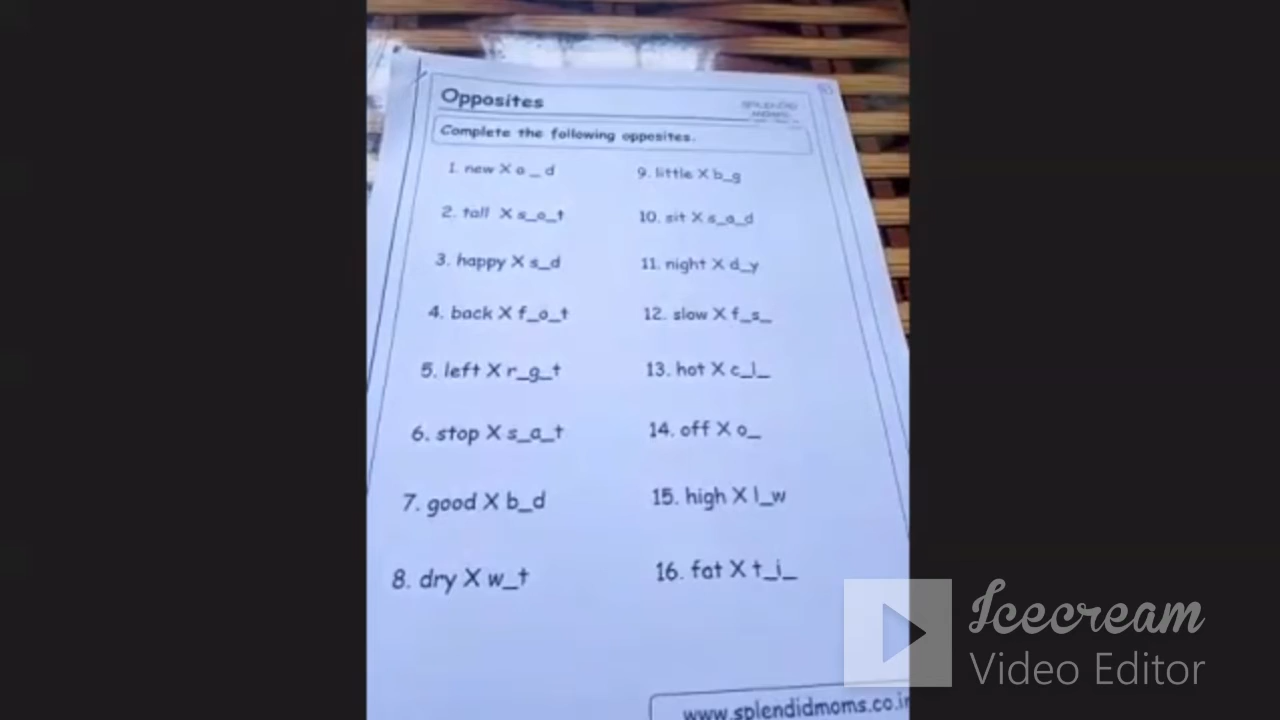 Opposites
SPLENDID
MOMS
Complete the following opposites.
1. new X o _ d
2. tall X s_o_t
3. happy X s_d
4. back X f_o_t
5. left X r_g_t
6. stop X s_a_t
7. good X b_d
8. dry X w_t
9. little X b_g
10. sit X s_a_d
11. night X d_y
12. slow X f_s_
13. hot X c_l_
14. off X o_
15. high X l_w
16. fat X t_i_
www.splendidmoms.co.in
Icecream
Video Editor